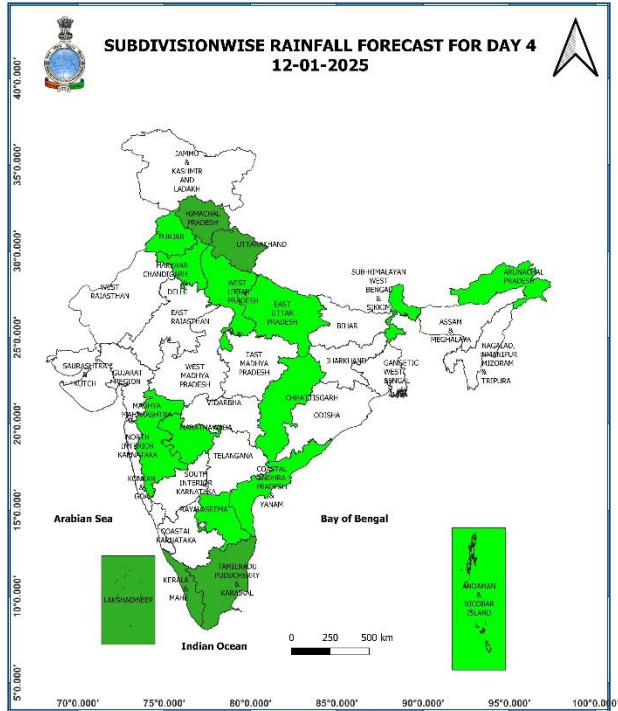 SUBDIVISIONWISE RAINFALL FORECAST FOR DAY 4
12-01-2025
40°0.000'
35°0.000'
30°0.000'
25°0.000'
20°0.000'
15°0.000'
10°0.000'
5°0.000'
JAMMO
&
KASHMIR
AND
LADAKH
HIMACHAL
PRADESH
PUNJAB
UTTARAKHAND
HARYANA
CHANDIGARH
&
DELHI
WEST
RAJASTHAN
WEST
UTTAR
PRADESH
EAST
UTTAR
PRADESH
EAST
RAJASTHAN
SUB-HIMALAYAN
WEST
BENGAL
&
SIKKIM
ARUNACHAL
PRADESH
BIHAR
ASSAM
&
MEGHALAYA
NAGALAD,
MANIPUR
MIZORAM
&
TRIPURA
SAURASHTRA
&
KUTCH
GUJARAT
REGION
WEST
MADHYA
PRADESH
EAST
MADHYA
PRADESH
JHARKHAND
GANGETIC
WEST
BENGAL
CHHATTISGARH
ODISHA
VIDARBHA
MADHYA
MAHARASHTRA
MARATHAWADA
NORTH
INTERIOR
KARNATAKA
TELANGANA
KONKAN
&
GOA
SOUTH
INTERIOR
KARNATAKA
COASTAL
ANDHRA
PRADESH
&
YANAM
RAYALASEEMA
Arabian Sea
Bay of Bengal
COASTAL
KARNATAKA
LAKSHADWEEP
KERALA
&
MAHE
TAMILNADU
PUDUCHERRY
&
KARAIKAL
ANDAMAN
&
NICOBAR
ISLAND
Indian Ocean
0 250 500 km
70°0.000' 75°0.000' 80°0.000' 85°0.000' 90°0.000' 95°0.000' 100°0.000'